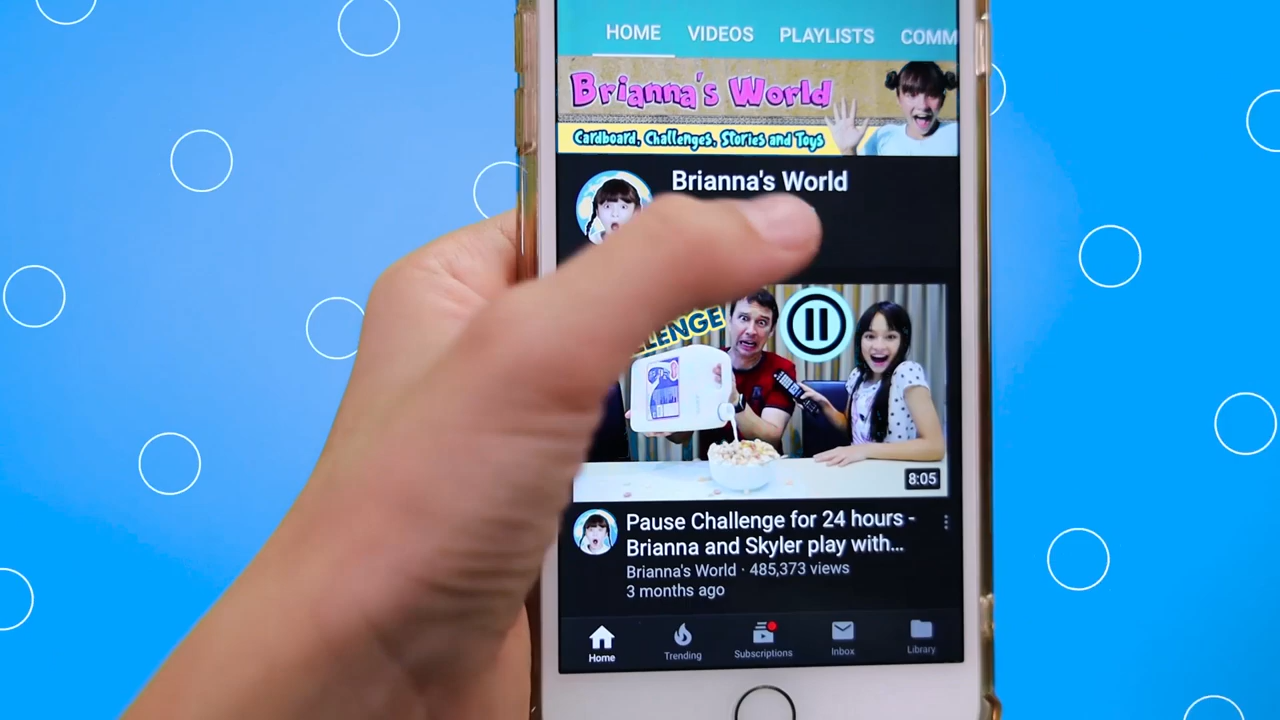 HOME VIDEOS PLAYLISTS COMM
Brianna's World
Cardboard, Challenges, Stories and Toys
Brianna's World
LENGE
8:05
Pause Challenge for 24 hours -
Brianna and Skyler play with...
Brianna's World · 485,373 views
3 months ago
Home Trending Subscriptions Inbox Library